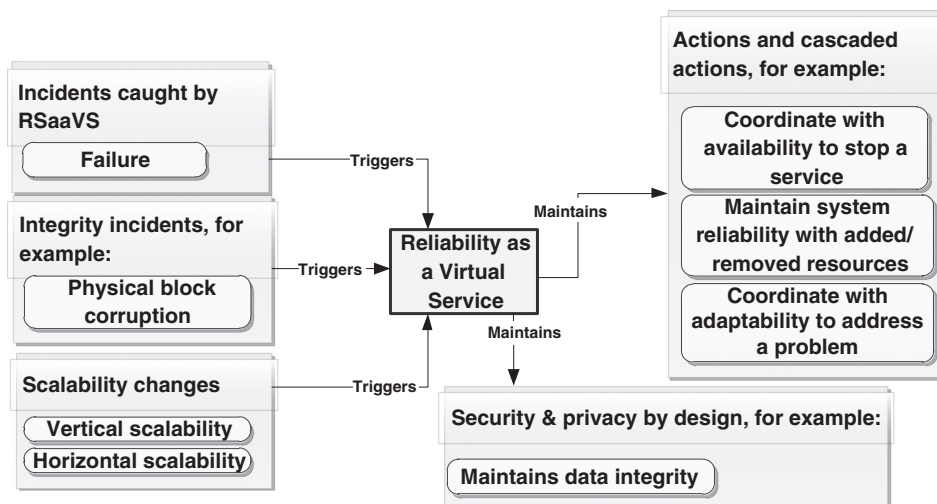 Incidents caught by
RSaaVS
Failure
Triggers
Integrity incidents, for
example:
Physical block
corruption
Triggers
Scalability changes
Vertical scalability
Horizontal scalability
Triggers
Reliability as
a Virtual
Service
Maintains
Maintains
Actions and cascaded
actions, for example:
Coordinate with
availability to stop a
service
Maintain system
reliability with added/
removed resources
Coordinate with
adaptability to address
a problem
Security & privacy by design, for example:
Maintains data integrity